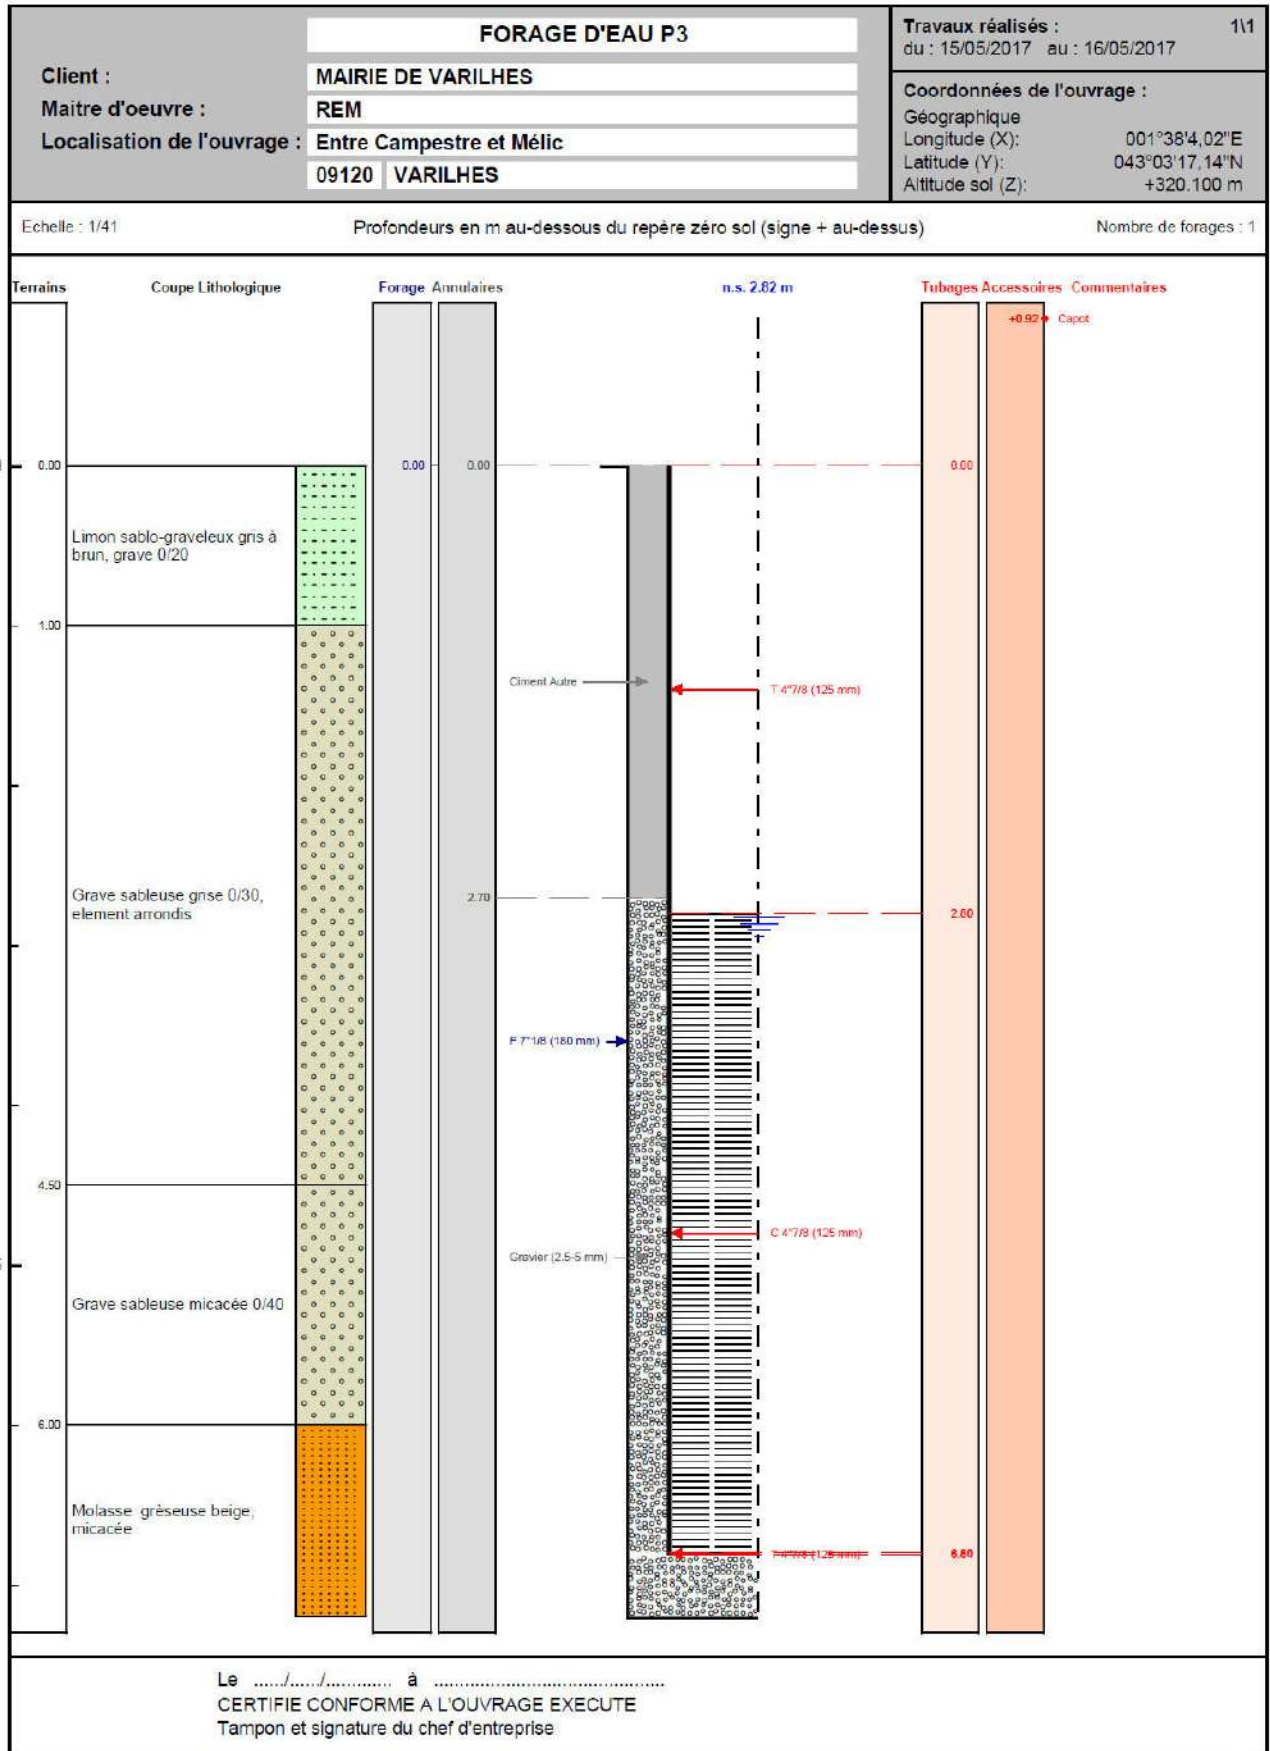 FORAGE D'EAU P3
Client :
MAIRIE DE VARILHES
Maitre d'oeuvre :
REM
Localisation de l'ouvrage :
Entre Campestre et Mélic
09120 VARILHES
Travaux réalisés : 1\1
du : 15/05/2017 au : 16/05/2017
Coordonnées de l'ouvrage :
Géographique
Longitude (X): 001°38'4,02"E
Latitude (Y): 043°03'17,14"N
Altitude sol (Z): +320.100 m
Echelle : 1/41
Profondeurs en m au-dessous du repère zéro sol (signe + au-dessus)
Nombre de forages : 1
Terrains
Coupe Lithologique
Forage
Annulaires
n.s. 2.82 m
Tubages
Accessoires
Commentaires
+0.92 Capot
0.00
0.00
0.00
0.00
Limon sablo-graveleux gris à
brun, grave 0/20
1.00
Ciment Autre
T 4"7/8 (125 mm)
Grave sableuse grise 0/30,
element arrondis
2.70
2.80
F 7"1/8 (180 mm)
4.50
C 4"7/8 (125 mm)
Gravier (2.5-5 mm)
Grave sableuse micacée 0/40
6.00
Molasse grèseuse beige,
micacée
T 4"7/8 (125 mm)
6.80
Le ....../....../............ à ..........................................
CERTIFIE CONFORME A L'OUVRAGE EXECUTE
Tampon et signature du chef d'entreprise